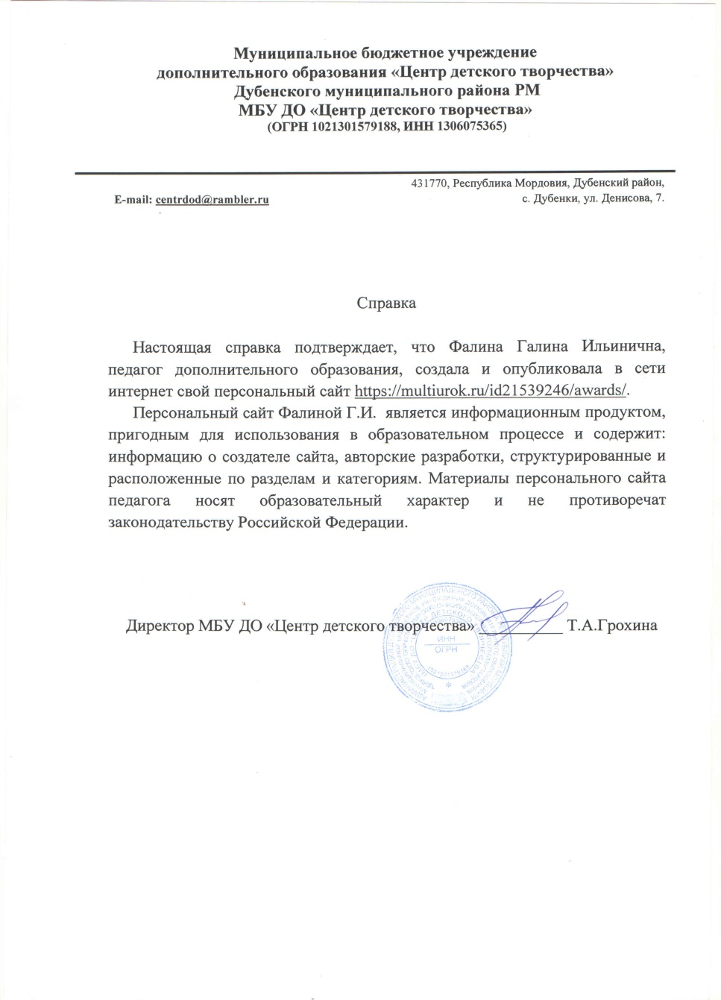 Муниципальное бюджетное учреждение
дополнительного образования «Центр детского творчества»
Дубенского муниципального района РМ
МБУ ДО «Центр детского творчества»
(ОГРН 1021301579188, ИНН 1306075365)
431770, Республика Мордовия, Дубенский район,
E-mail: centrdod@rambler.ru с. Дубенки, ул. Денисова, 7.
Справка
Настоящая справка подтверждает, что Фалина Галина Ильинична,
педагог дополнительного образования, создала и опубликовала в сети
интернет свой персональный сайт https://multiurok.ru/id21539246/awards/.
Персональный сайт Фалиной Г.И. является информационным продуктом,
пригодным для использования в образовательном процессе и содержит:
информацию о создателе сайта, авторские разработки, структурированные и
расположенные по разделам и категориям. Материалы персонального сайта
педагога носят образовательный характер и не противоречат
законодательству Российской Федерации.
Директор МБУ ДО «Центр детского творчества» __________ Т.А.Грохина
ИНН
ОГРН